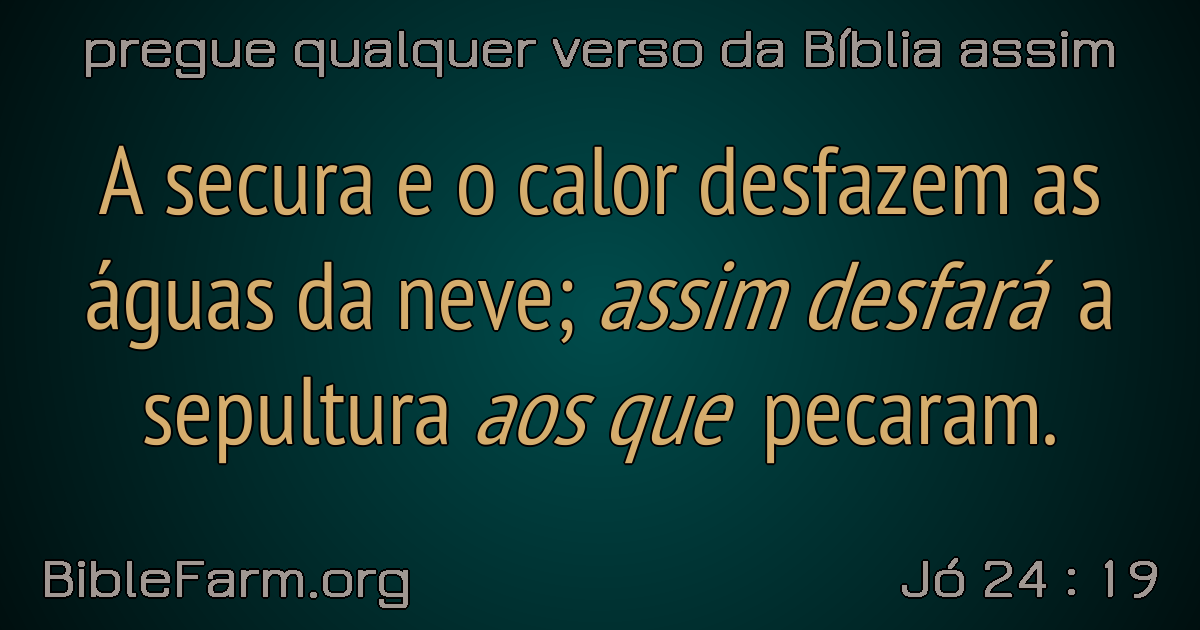 pregue qualquer verso da Bíblia assim
A secura e o calor desfazem as
águas da neve; assim desfará a
sepultura aos que pecaram.
BibleFarm.org
Jó 24 : 19